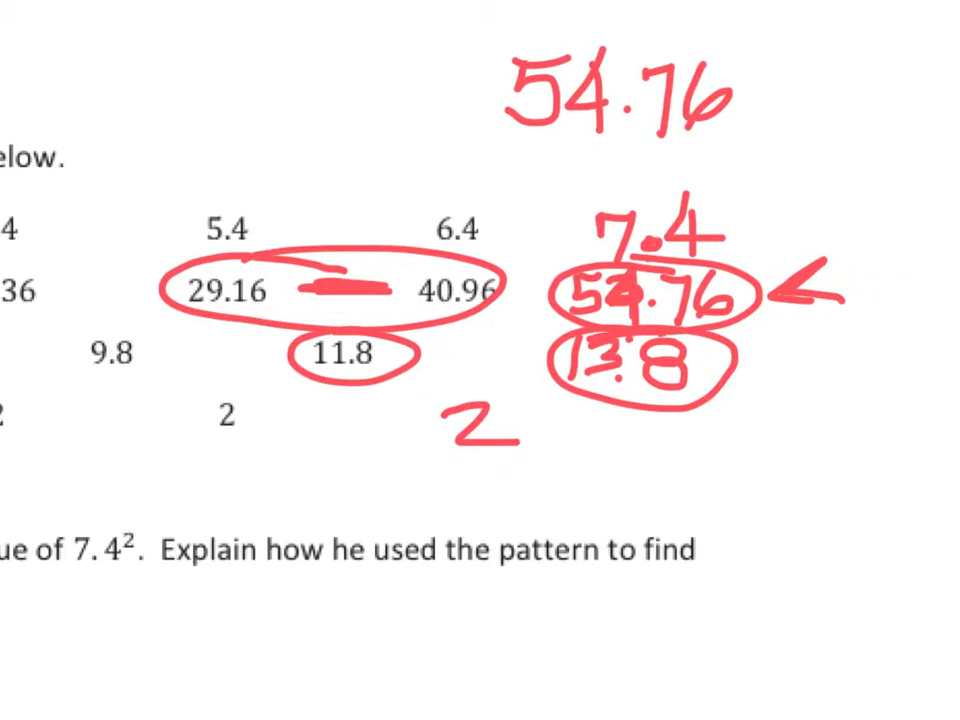 54.76
elow.
4 5.4 6.4 7.4
36 29.16 40.96 54.76
9.8 11.8 13.8
2 2 2
ue of 7.4². Explain how he used the pattern to find